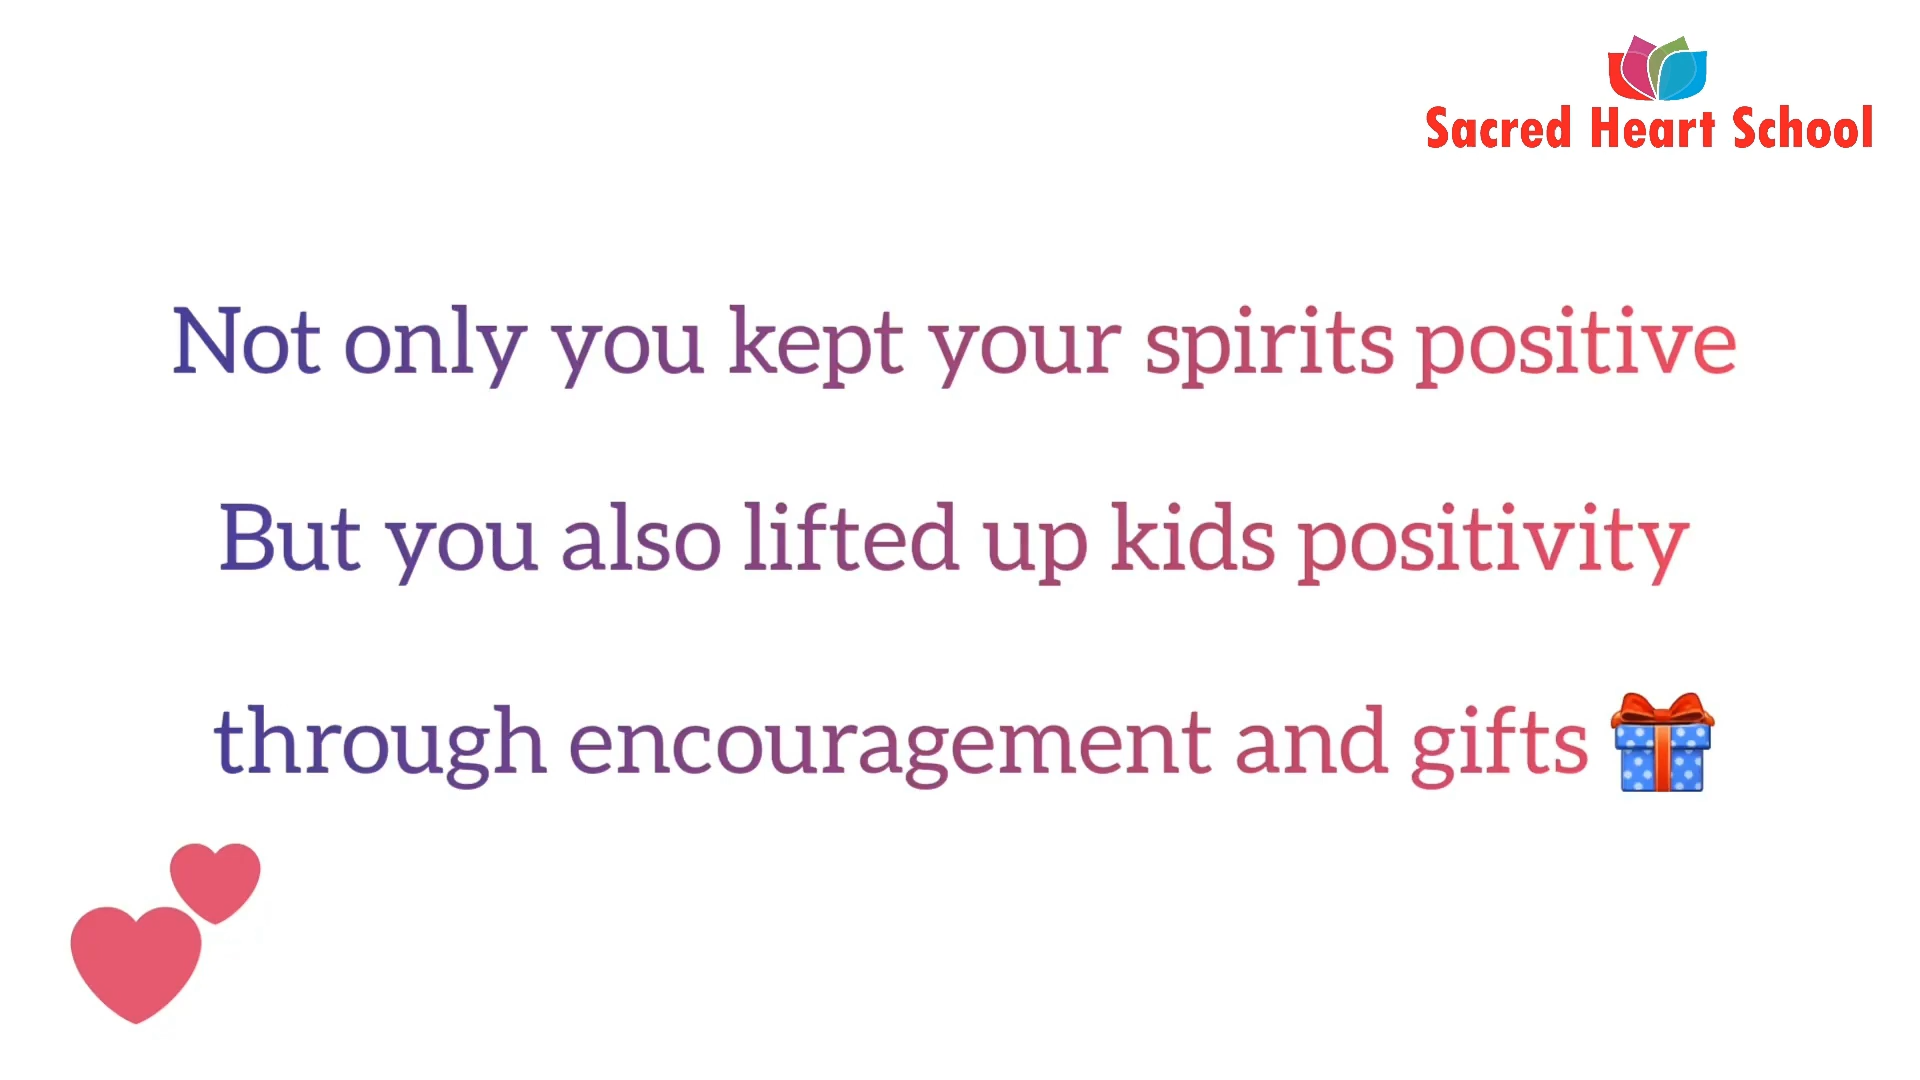 Sacred Heart School
Not only you kept your spirits positive
But you also lifted up kids positivity
through encouragement and gifts 🎁